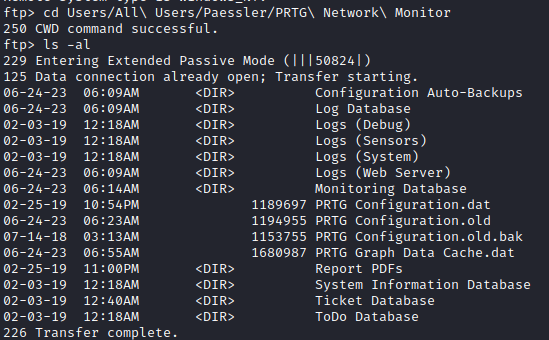 ftp> cd Users/All\ Users/Paessler/PRTG\ Network\ Monitor
250 CWD command successful.
ftp> ls -al
229 Entering Extended Passive Mode (|||50824|)
125 Data connection already open; Transfer starting.
06-24-23  06:09AM       <DIR>          Configuration Auto-Backups
06-24-23  06:09AM       <DIR>          Log Database
02-03-19  12:18AM       <DIR>          Logs (Debug)
02-03-19  12:18AM       <DIR>          Logs (Sensors)
02-03-19  12:18AM       <DIR>          Logs (System)
06-24-23  06:09AM       <DIR>          Logs (Web Server)
06-24-23  06:14AM       <DIR>          Monitoring Database
02-25-19  10:54PM              1189697 PRTG Configuration.dat
06-24-23  06:23AM              1194955 PRTG Configuration.old
07-14-18  03:13AM              1153755 PRTG Configuration.old.bak
06-24-23  06:55AM              1680987 PRTG Graph Data Cache.dat
02-25-19  11:00PM       <DIR>          Report PDFs
02-03-19  12:18AM       <DIR>          System Information Database
02-03-19  12:40AM       <DIR>          Ticket Database
02-03-19  12:18AM       <DIR>          ToDo Database
226 Transfer complete.